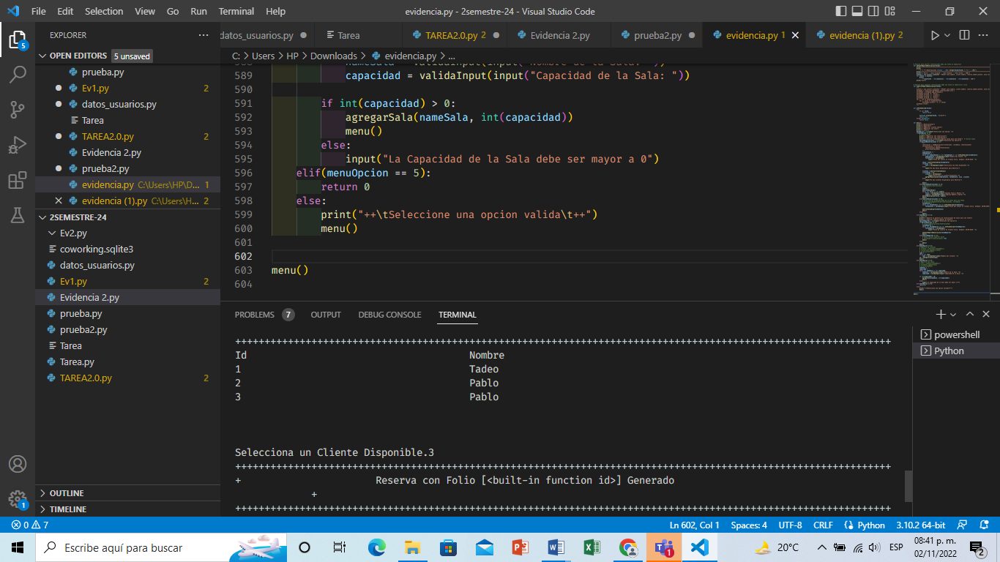 File Edit Selection View Go Run Terminal Help evidencia.py - 2semestre-24 - Visual Studio Code
5 EXPLORER ··· datos_usuarios.py Tarea TAREA2.0.py 2 Evidencia 2.py prueba2.py evidencia.py 1 evidencia (1).py 2
OPEN EDITORS 5 unsaved
C: > Users > HP > Downloads > evidencia.py > ...
prueba.py
Ev1.py 2
datos_usuarios.py
Tarea
TAREA2.0.py 2
Evidencia 2.py
prueba2.py
evidencia.py C:\Users\HP\D... 1
evidencia (1).py C:\Users\H... 2
2SEMESTRE-24
Ev2.py
coworking.sqlite3
datos_usuarios.py
Ev1.py 2
Evidencia 2.py
prueba.py
prueba2.py
Tarea
Tarea.py
TAREA2.0.py 2
OUTLINE
TIMELINE
1
589 capacidad = validaInput(input("Capacidad de la Sala: "))
590
591 if int(capacidad) > 0:
592 agregarSala(nameSala, int(capacidad))
593 menu()
594 else:
595 input("La Capacidad de la Sala debe ser mayor a 0")
596 elif(menuOpcion == 5):
597 return 0
598 else:
599 print("++\tSeleccione una opcion valida\t++")
600 menu()
601
602
603 menu()
604
PROBLEMS 7 OUTPUT DEBUG CONSOLE TERMINAL
powershell
Python
++++++++++++++++++++++++++++++++++++++++++++++++++++++++++++++++++++++++++++++++++++++++++++++++++++++++++++++++
Id Nombre
1 Tadeo
2 Pablo
3 Pablo
Selecciona un Cliente Disponible.3
++++++++++++++++++++++++++++++++++++++++++++++++++++++++++++++++++++++++++++++++++++++++++++++++++++++++++++++++
+ Reserva con Folio [<built-in function id>] Generado
+
++++++++++++++++++++++++++++++++++++++++++++++++++++++++++++++++++++++++++++++++++++++++++++++++++++++++++++++++
0 7 Ln 602, Col 1 Spaces: 4 UTF-8 CRLF Python 3.10.2 64-bit
Escribe aquí para buscar 1 20°C ESP 08:41 p. m.
02/11/2022 2